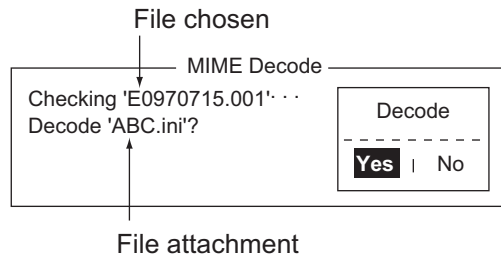 File chosen
MIME Decode
Checking 'E0970715.001'· · ·
Decode 'ABC.ini'?
Decode
Yes | No
File attachment